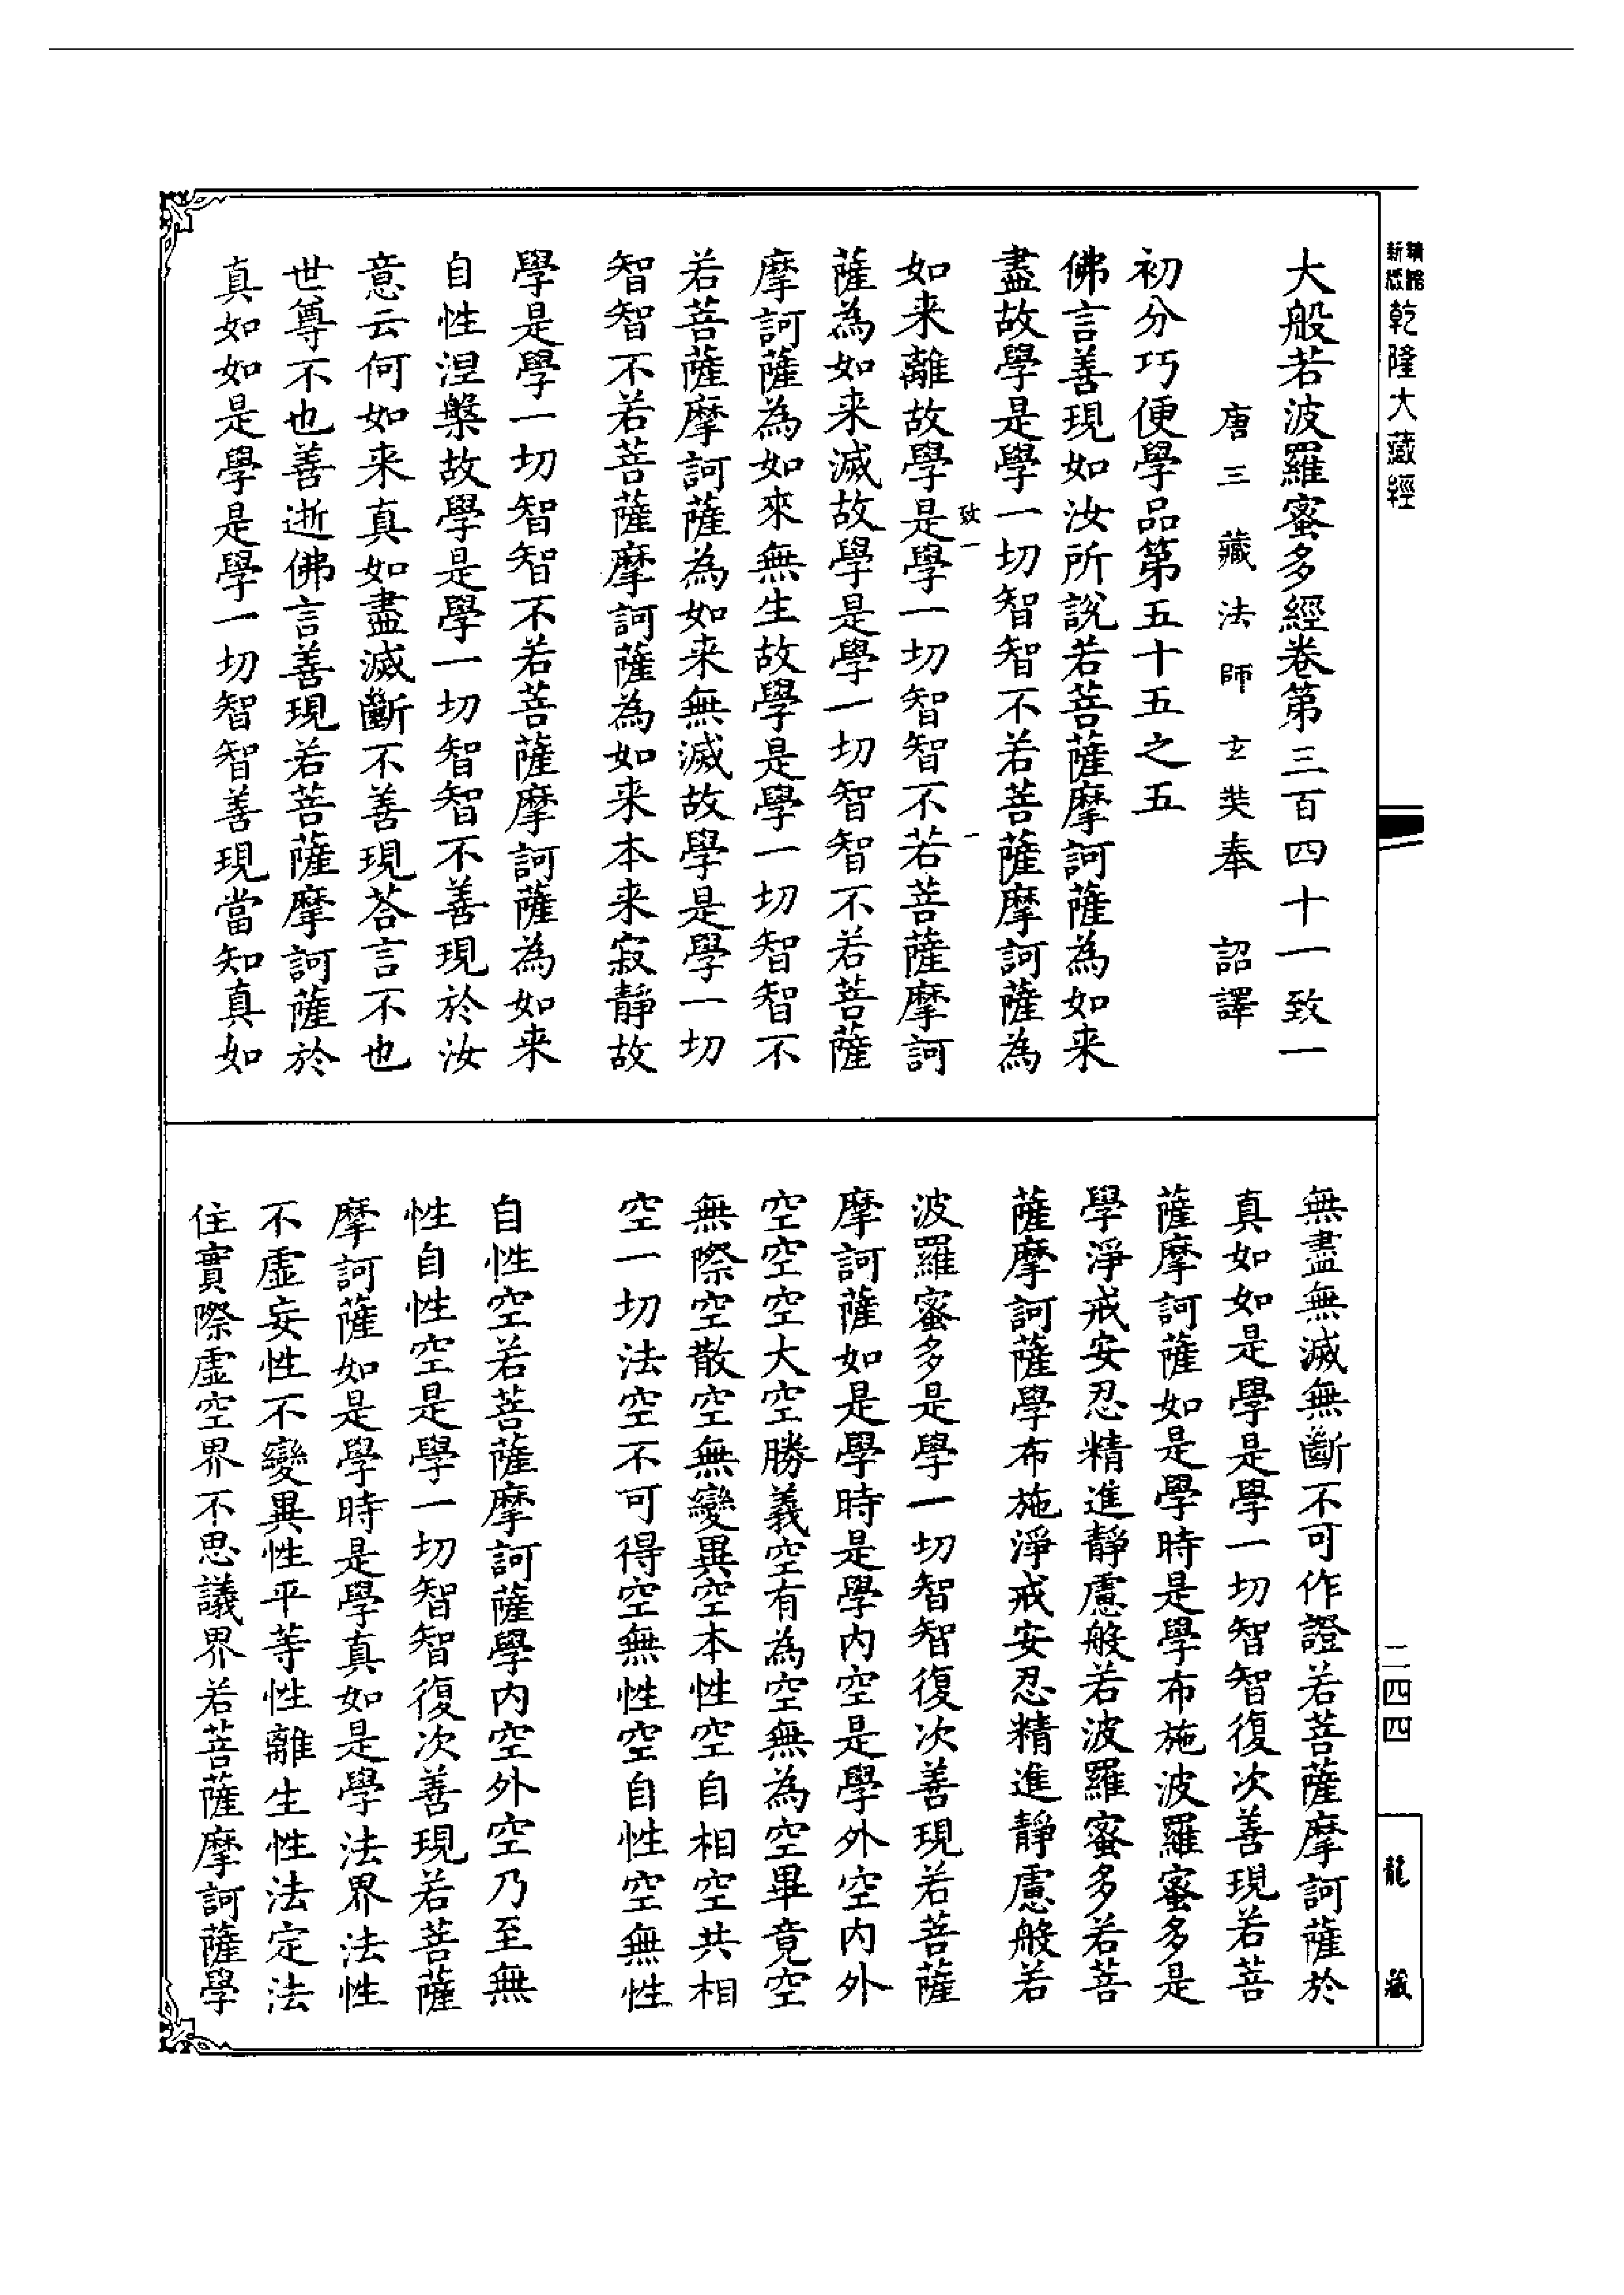 乾隆大藏經
大般若波羅蜜多經卷第三百四十一致一
唐三藏法師玄奘奉詔譯
初分巧便學品第五十五之五
佛言善現如汝所說若菩薩摩訶薩為如来
盡故學是學一切智智不若菩薩摩訶薩為
致一
一
如来離故學是學一切智智不若菩薩摩訶
薩為如来滅故學是學一切智智不若菩薩
摩訶薩為如來無生故學是學一切智智不
若菩薩摩訶薩為如来無滅故學是學一切
智智不若菩薩摩訶薩為如来本来寂靜故
學是學一切智智不若菩薩摩訶薩為如来
自性涅槃故學是學一切智智不善現於汝
意云何如来真如盡滅斷不善現荅言不也
世尊不也善逝佛言善現若菩薩摩訶薩於
真如如是學是學一切智智善現當知真如
無盡無滅無斷不可作證若菩薩摩訶薩於
真如如是學是學一切智智復次善現若菩
薩摩訶薩如是學時是學布施波羅蜜多是
學淨戒安忍精進靜慮般若波羅蜜多若菩
薩摩訶薩學布施淨戒安忍精進靜慮般若
波羅蜜多是學一切智智復次善現若菩薩
摩訶薩如是學時是學內空是學外空內外
空空空大空勝義空有為空無為空畢竟空
無際空散空無變異空本性空自相空共相
空一切法空不可得空無性空自性空無性
自性空若菩薩摩訶薩學內空外空乃至無
性自性空是學一切智智復次善現若菩薩
摩訶薩如是學時是學真如是學法界法性
不虛妄性不變異性平等性離生性法定法
住實際虛空界不思議界若菩薩摩訶薩學
二四四
龍藏